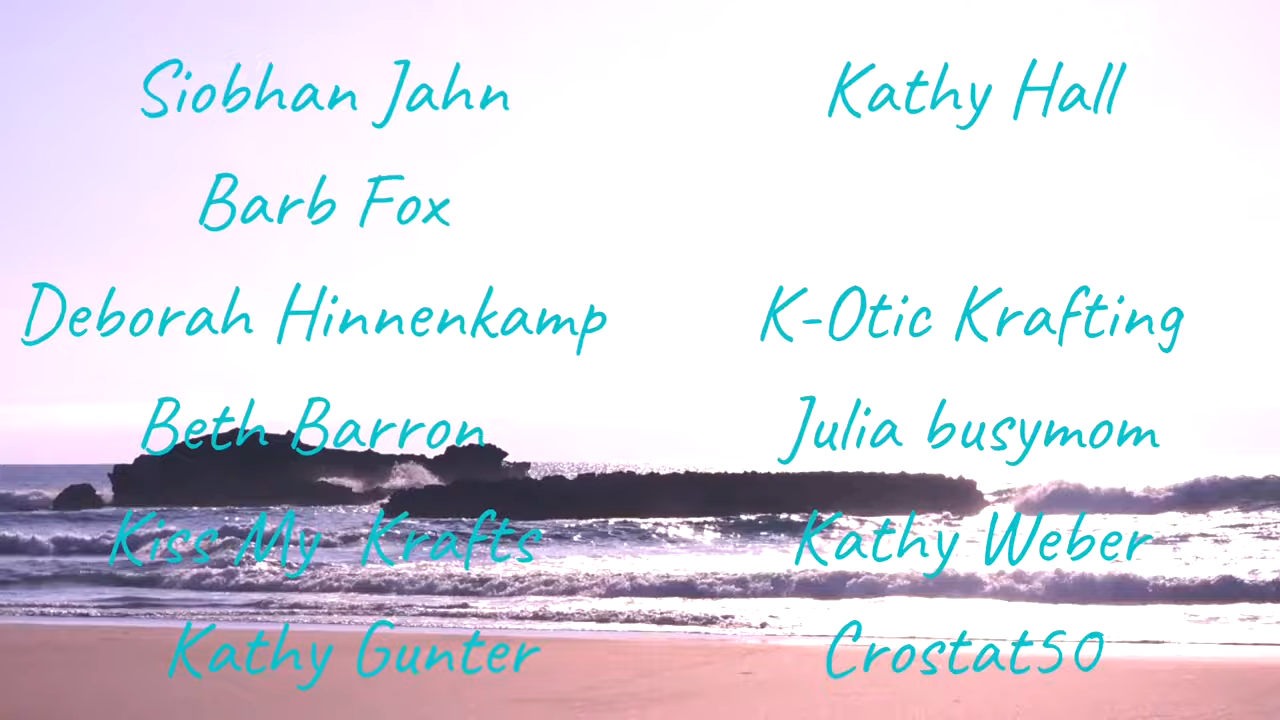 Siobhan Jahn
Kathy Hall
Barb Fox
Deborah Hinnenkamp
K-Otic Krafting
Beth Barron
Julia busymom
Kiss My Krafts
Kathy Weber
Kathy Gunter
Crostat50